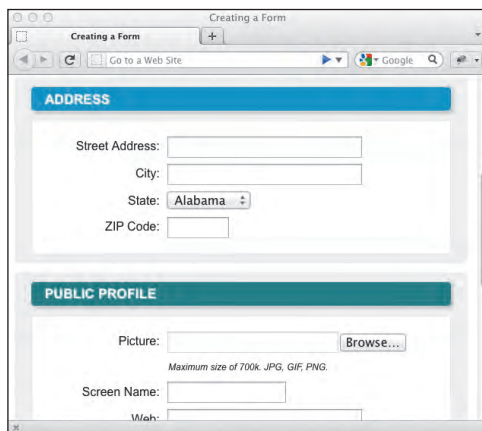 Creating a Form
Creating a Form +
Go to a Web Site Google
ADDRESS
Street Address:
City:
State: Alabama
ZIP Code:
PUBLIC PROFILE
Picture: Browse...
Maximum size of 700k. JPG, GIF, PNG.
Screen Name:
Web:
x